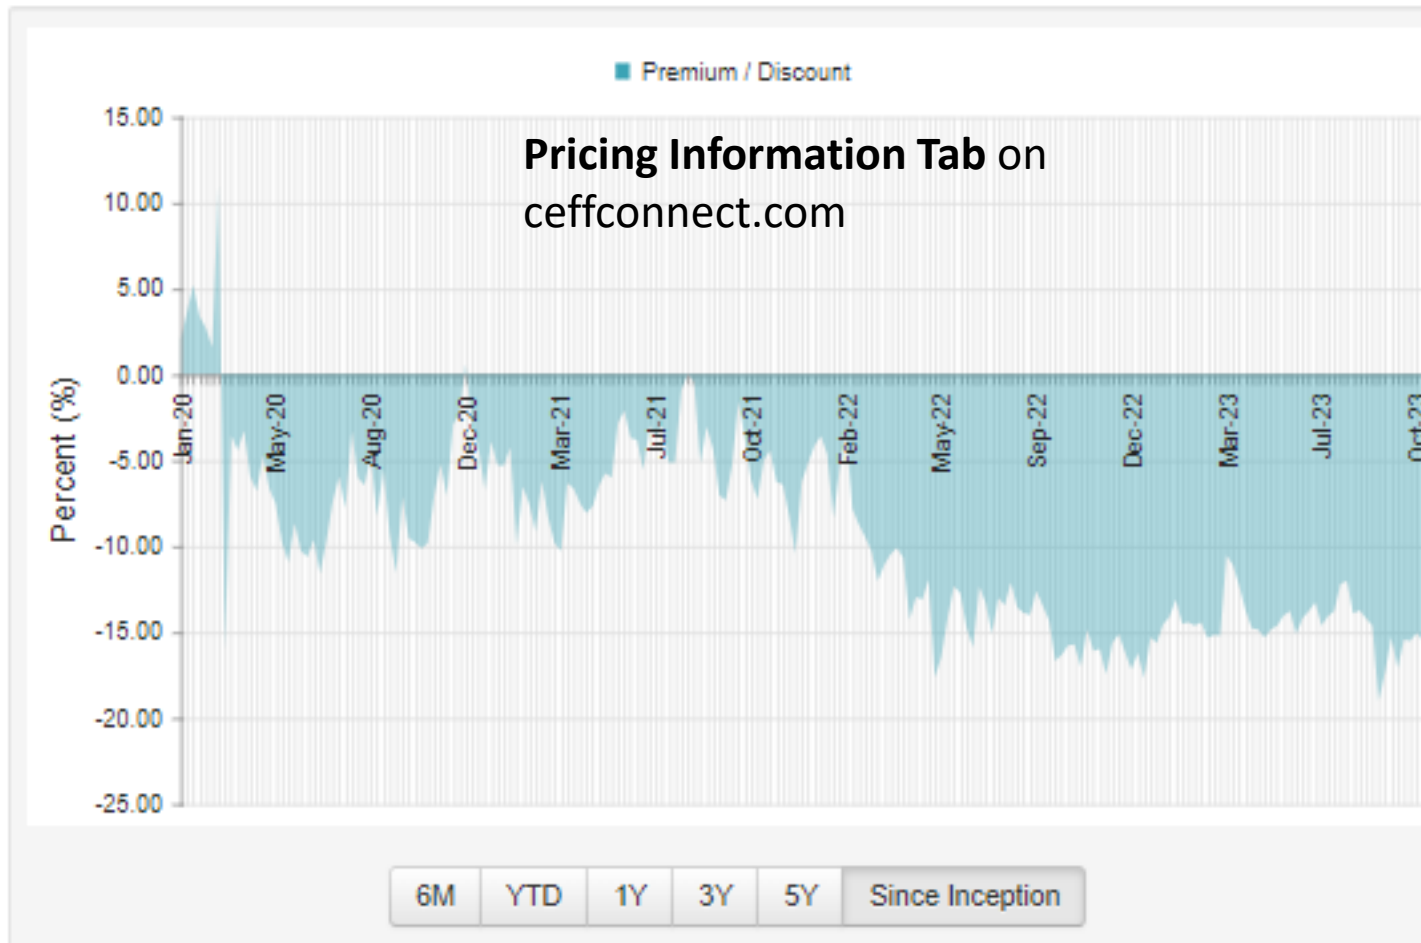 Premium / Discount
Pricing Information Tab on
ceffconnect.com
15.00
10.00
5.00
0.00
-5.00
-10.00
-15.00
-20.00
-25.00
Percent (%)
Jan-20
May-20
Aug-20
Dec-20
Mar-21
Jul-21
Oct-21
Feb-22
May-22
Sep-22
Dec-22
Mar-23
Jul-23
Oct-23
6M YTD 1Y 3Y 5Y Since Inception